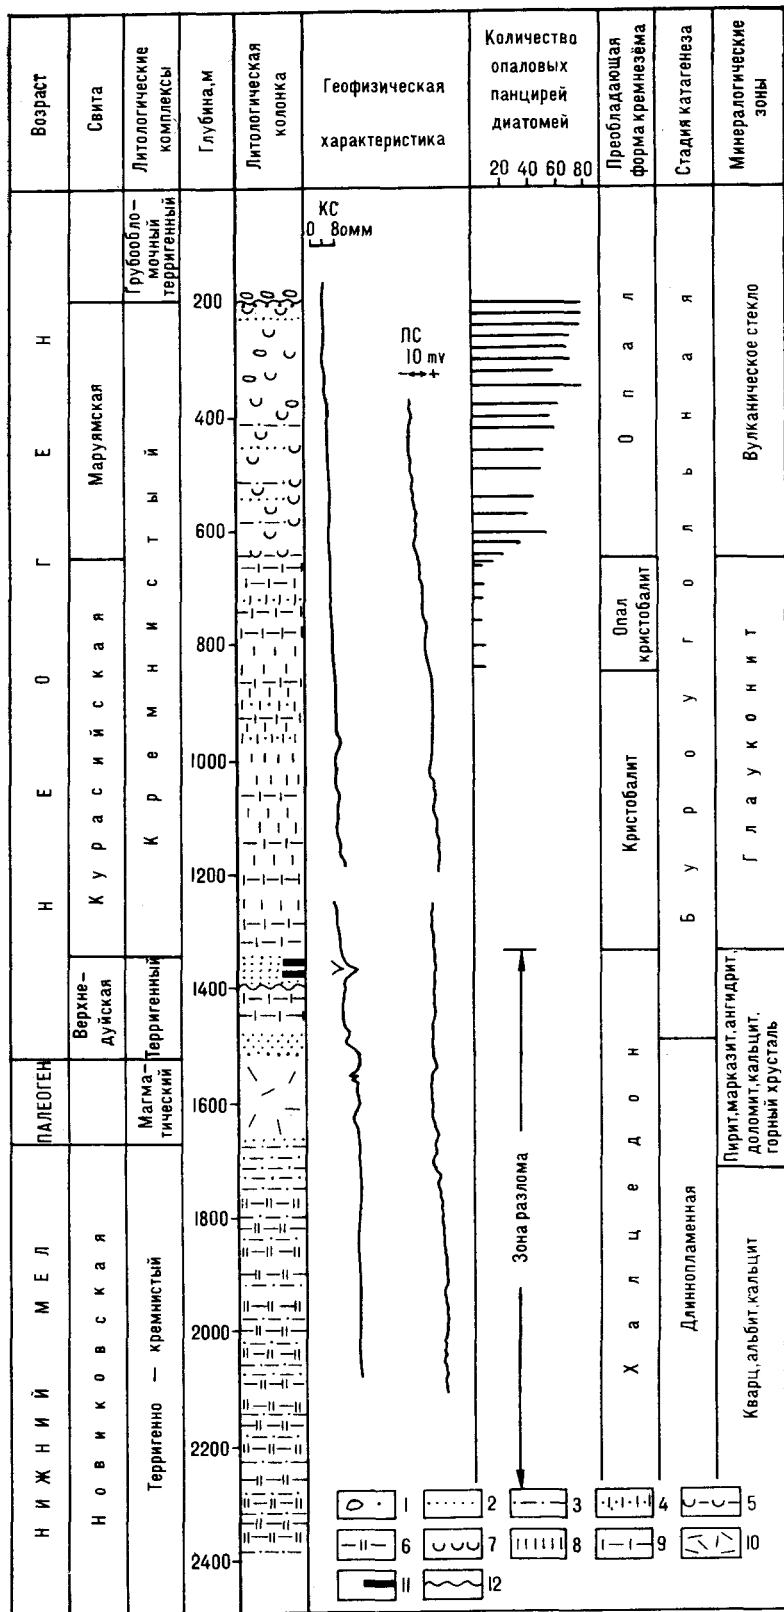 Возраст
Свита
Литологические
комплексы
Глубина, м
Литологическая
колонка
Геофизическая
характеристика
Количество
опаловых
панцирей
диатомей
20 40 60 80
Преобладающая
форма кремнезёма
Стадия катагенеза
Минералогические
зоны
НЕОГЕН
ПАЛЕОГЕН
НИЖНИЙ МЕЛ
Маруямская
Курасийская
Верхне-
дуйская
Новиковская
Грубообло-
мочный
терригенный
Кремнистый
Терригенный
Магма-
тический
Терригенно — кремнистый
200
400
600
800
1000
1200
1400
1600
1800
2000
2200
2400
КС
0 8омм
ПС
10 mv
- +
Зона разлома
Опал
Опал
кристобалит
Кристобалит
Халцедон
Буроугольная
Длиннопламенная
Вулканическое стекло
Глауконит
Пирит, марказит, ангидрит,
доломит, кальцит,
горный хрусталь
Кварц, альбит, кальцит
1 2 3 4 5
6 7 8 9 10
11 12